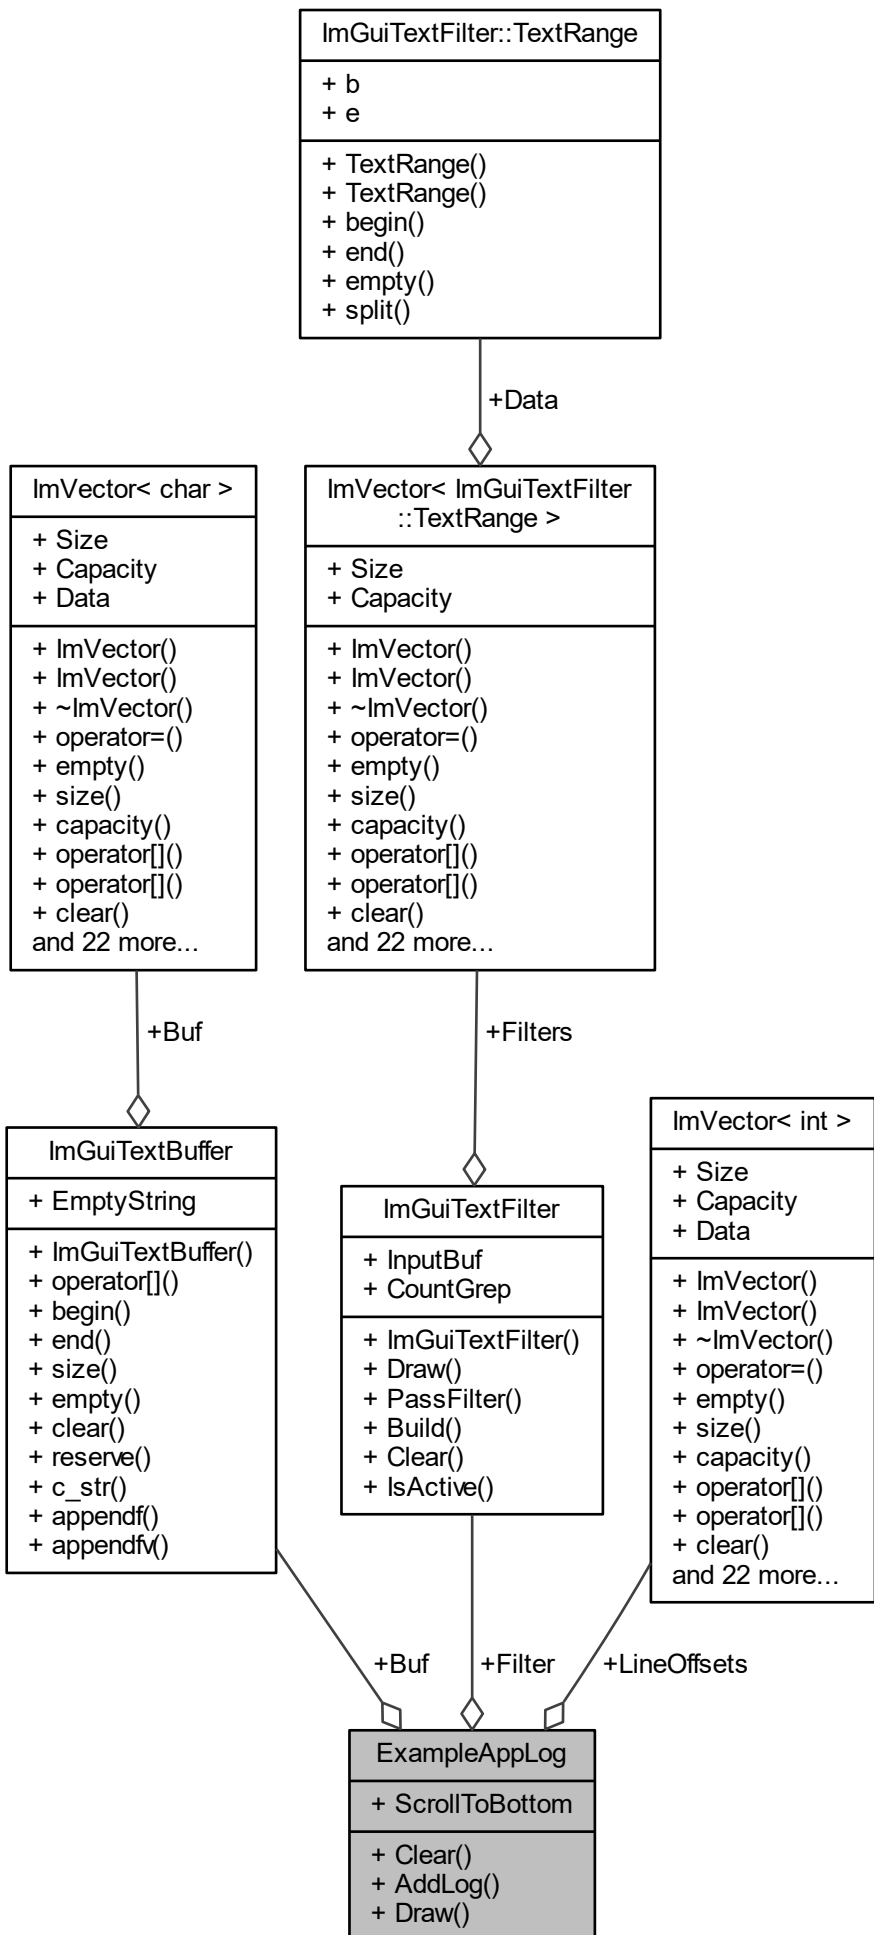 ImGuiTextFilter::TextRange
+ b
+ e
+ TextRange()
+ TextRange()
+ begin()
+ end()
+ empty()
+ split()
+Data
ImVector< char >
+ Size
+ Capacity
+ Data
+ ImVector()
+ ImVector()
+ ~ImVector()
+ operator=()
+ empty()
+ size()
+ capacity()
+ operator[]()
+ operator[]()
+ clear()
and 22 more...
ImVector< ImGuiTextFilter
::TextRange >
+ Size
+ Capacity
+ ImVector()
+ ImVector()
+ ~ImVector()
+ operator=()
+ empty()
+ size()
+ capacity()
+ operator[]()
+ operator[]()
+ clear()
and 22 more...
+Buf
+Filters
ImGuiTextBuffer
+ EmptyString
+ ImGuiTextBuffer()
+ operator[]()
+ begin()
+ end()
+ size()
+ empty()
+ clear()
+ reserve()
+ c_str()
+ appendf()
+ appendfv()
ImGuiTextFilter
+ InputBuf
+ CountGrep
+ ImGuiTextFilter()
+ Draw()
+ PassFilter()
+ Build()
+ Clear()
+ IsActive()
ImVector< int >
+ Size
+ Capacity
+ Data
+ ImVector()
+ ImVector()
+ ~ImVector()
+ operator=()
+ empty()
+ size()
+ capacity()
+ operator[]()
+ operator[]()
+ clear()
and 22 more...
+Buf
+Filter
+LineOffsets
ExampleAppLog
+ ScrollToBottom
+ Clear()
+ AddLog()
+ Draw()